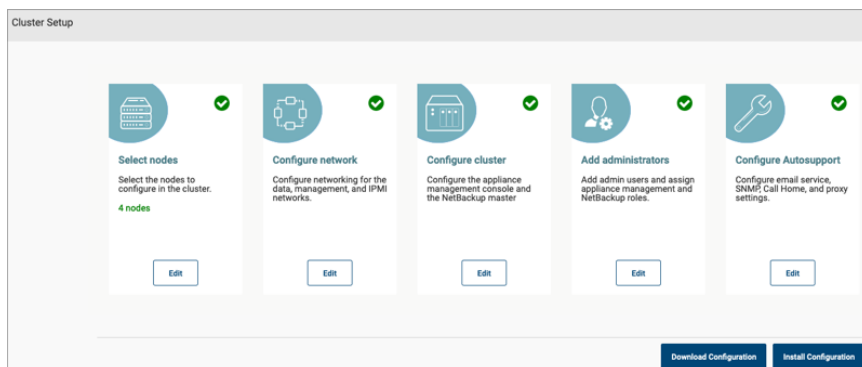 Cluster Setup
Select nodes
Select the nodes to
configure in the cluster.
4 nodes
Edit
Configure network
Configure networking for the
data, management, and IPMI
networks.
Edit
Configure cluster
Configure the appliance
management console and
the NetBackup master
Edit
Add administrators
Add admin users and assign
appliance management and
NetBackup roles.
Edit
Configure Autosupport
Configure email service,
SNMP, Call Home, and proxy
settings.
Edit
Download Configuration
Install Configuration